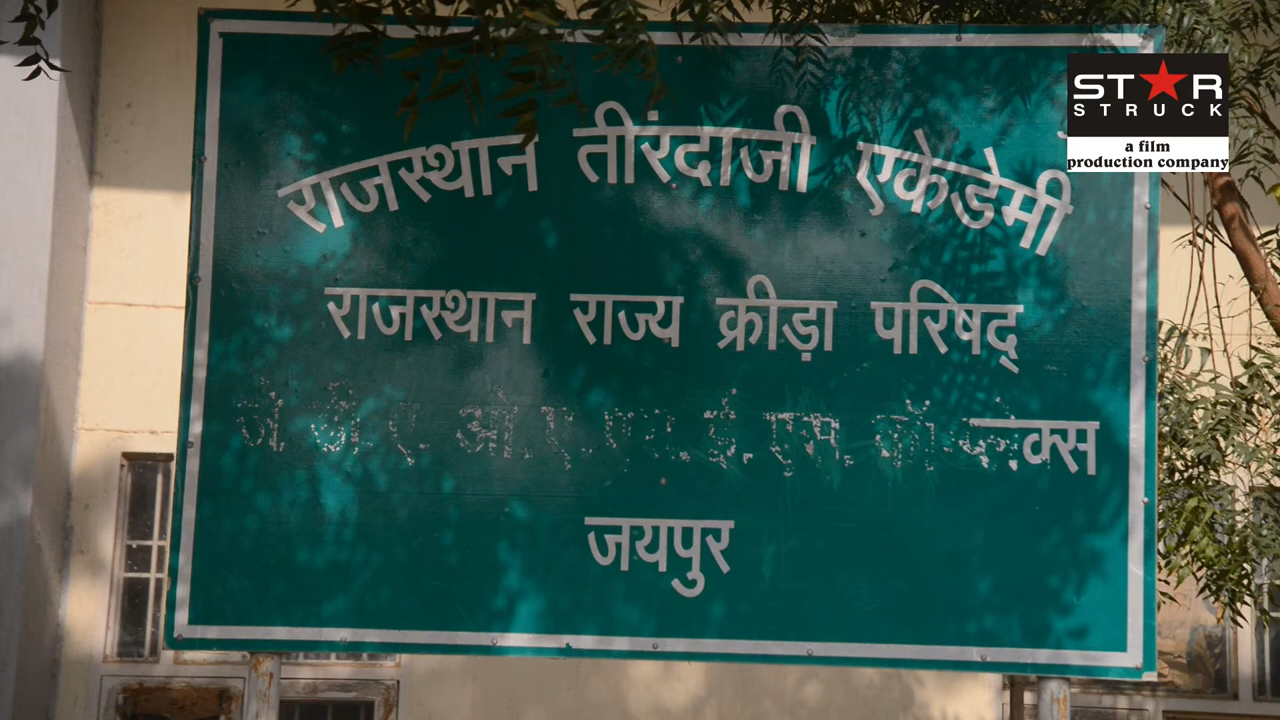 राजस्थान तीरंदाजी एकेडेमी
राजस्थान राज्य क्रीड़ा परिषद्
जयपुर
STAR
STRUCK
a film
production company